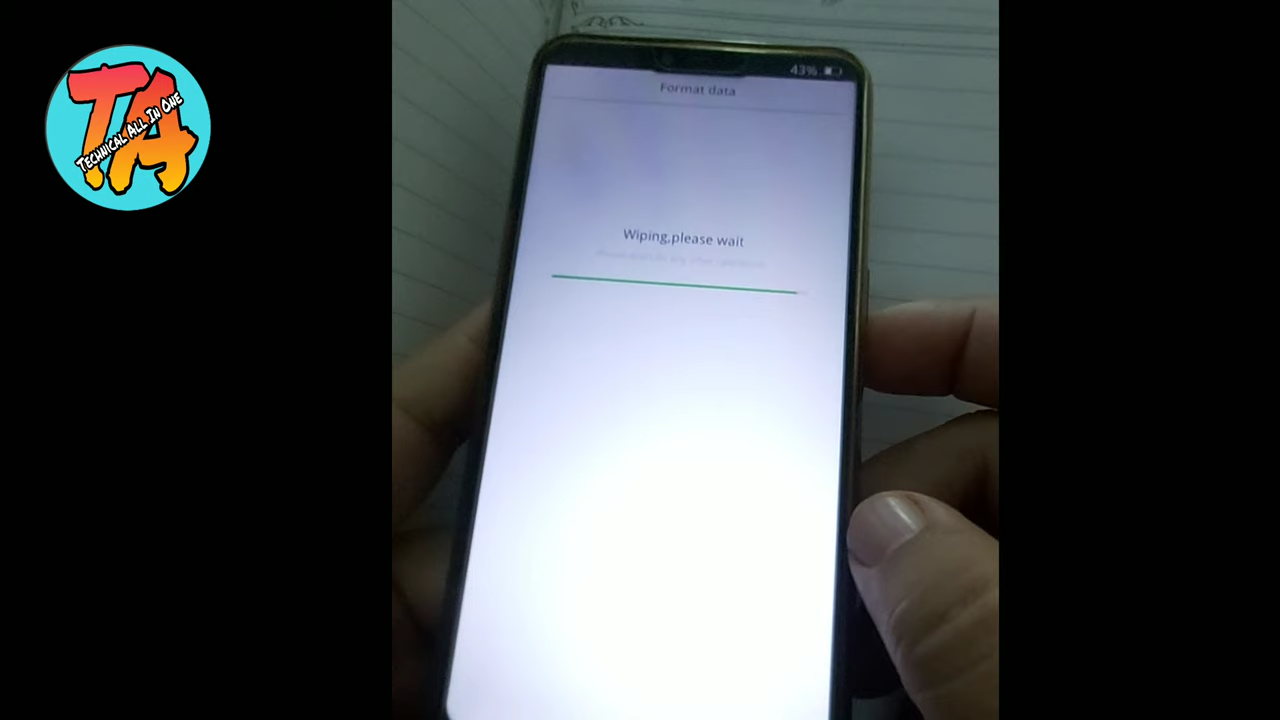 TA
TECHNICAL ALL IN ONE
43%
Format data
Wiping,please wait